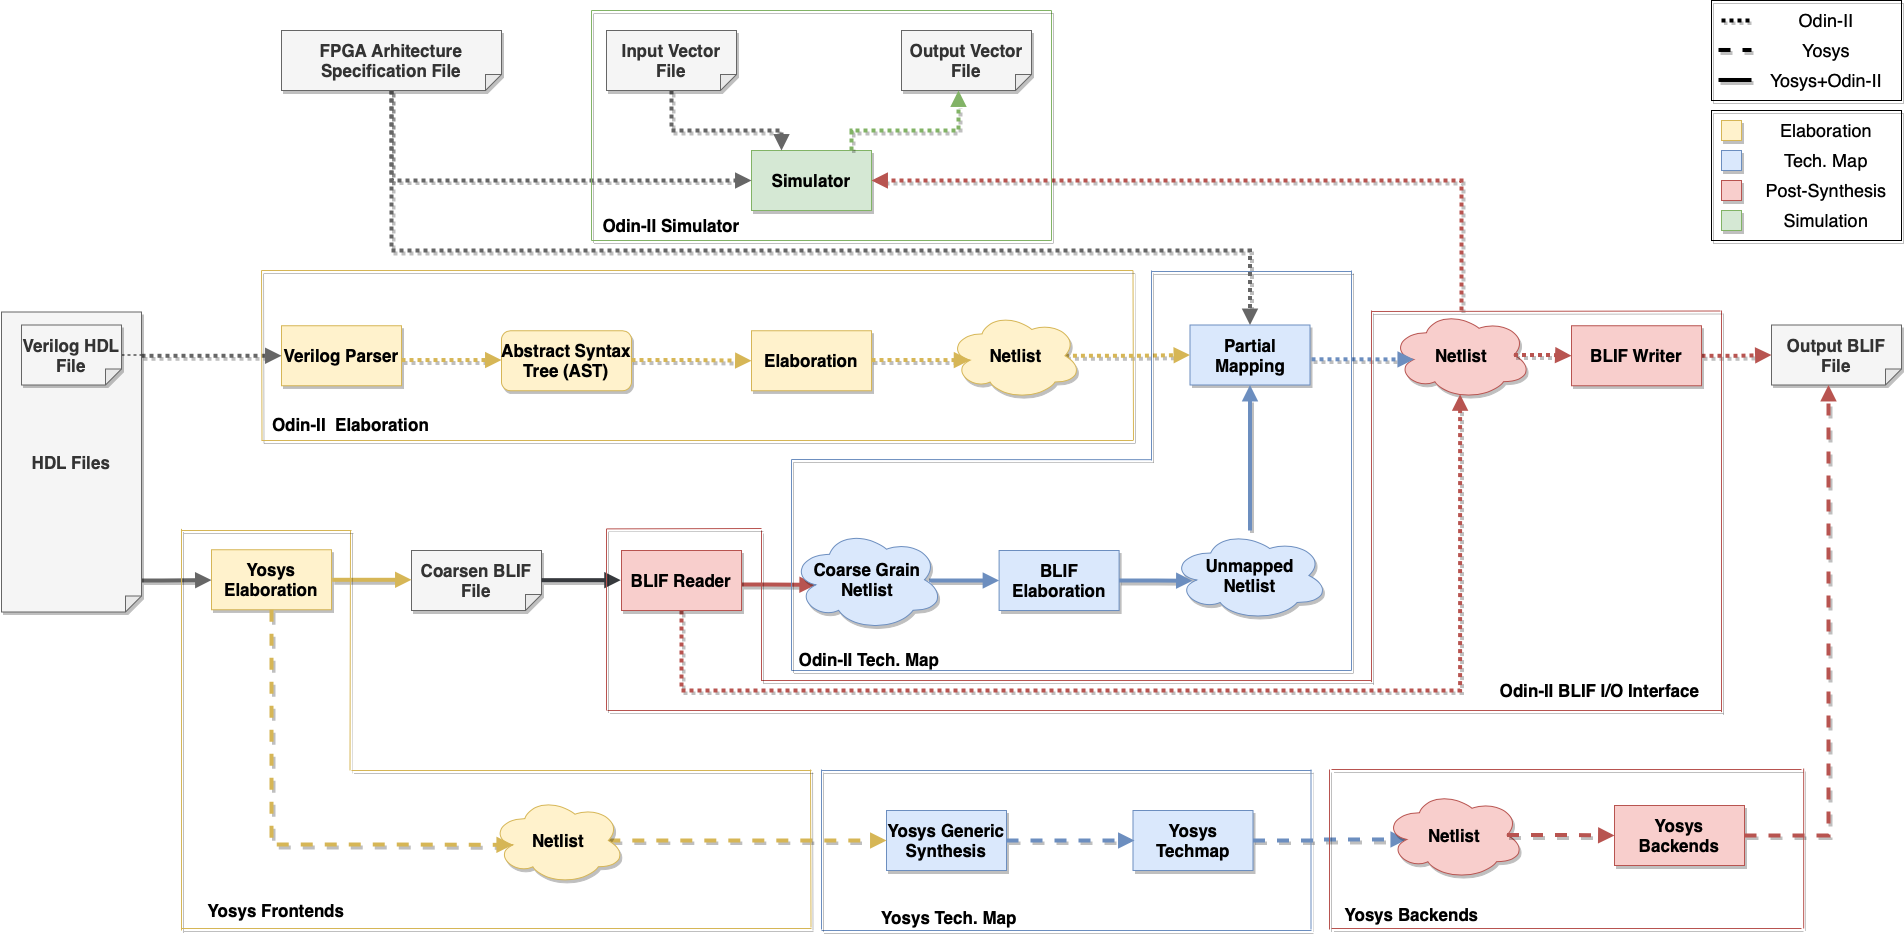 FPGA Arhitecture
Specification File
Input Vector
File
Output Vector
File
Simulator
Odin-II Simulator
Odin-II
Yosys
Yosys+Odin-II
Elaboration
Tech. Map
Post-Synthesis
Simulation
Verilog HDL
File
HDL Files
Verilog Parser
Abstract Syntax
Tree (AST)
Elaboration
Netlist
Odin-II Elaboration
Partial
Mapping
Netlist
BLIF Writer
Output BLIF
File
Yosys
Elaboration
Coarsen BLIF
File
BLIF Reader
Coarse Grain
Netlist
BLIF
Elaboration
Unmapped
Netlist
Odin-II Tech. Map
Odin-II BLIF I/O Interface
Netlist
Yosys Frontends
Yosys Generic
Synthesis
Yosys
Techmap
Yosys Tech. Map
Netlist
Yosys
Backends
Yosys Backends